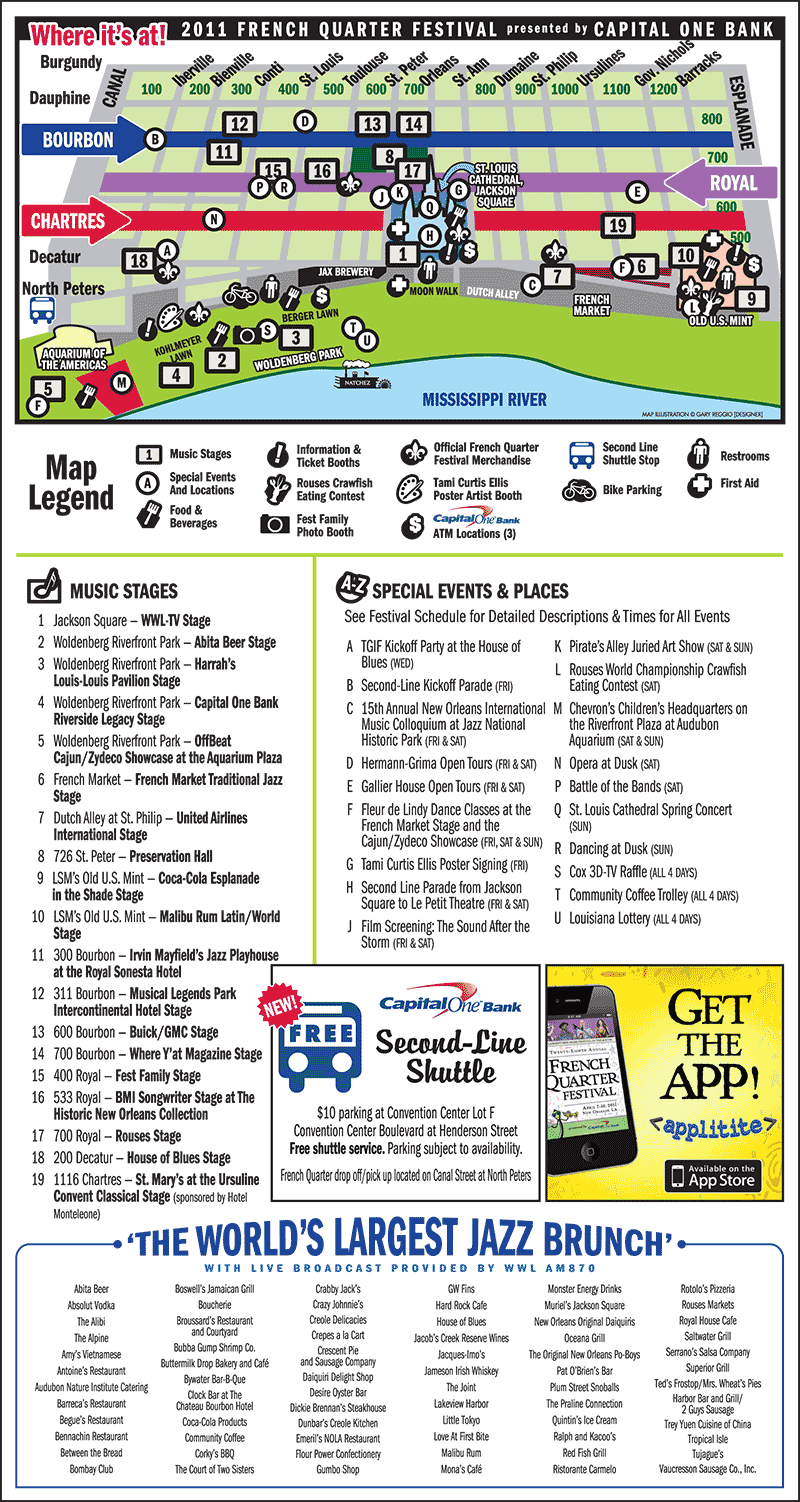 Where it's at!
2011 FRENCH QUARTER FESTIVAL presented by CAPITAL ONE BANK
Burgundy
Dauphine
CANAL
Iberville
Bienville
Conti
St. Louis
Toulouse
St. Peter
Orleans
St. Ann
Dumaine
St. Philip
Ursulines
Gov. Nichols
Barracks
ESPLANADE
100 200 300 400 500 600 700 800 900 1000 1100 1200
800
700
600
500
BOURBON
ROYAL
CHARTRES
Decatur
North Peters
B 12 D 13 14
11 8
15 16 17
P R J K G E
N Q 19
ST. LOUIS
CATHEDRAL,
JACKSON
SQUARE
18 A 1 H 10
C 7 F 6 L 9
JAX BREWERY
MOON WALK
DUTCH ALLEY
FRENCH
MARKET
OLD U.S. MINT
BERGER LAWN
KOHLMEYER
LAWN
WOLDENBERG PARK
AQUARIUM OF
THE AMERICAS
5 F M 4 2 S 3 T U
NATCHEZ
MISSISSIPPI RIVER
MAP ILLUSTRATION © GARY REGGIO [DESIGNER]
Map
Legend
1 Music Stages
A Special Events
And Locations
Food &
Beverages
Information &
Ticket Booths
Rouses Crawfish
Eating Contest
Fest Family
Photo Booth
Official French Quarter
Festival Merchandise
Tami Curtis Ellis
Poster Artist Booth
Capital One Bank
ATM Locations (3)
Second Line
Shuttle Stop
Bike Parking
Restrooms
First Aid
MUSIC STAGES
1 Jackson Square – WWL-TV Stage
2 Woldenberg Riverfront Park – Abita Beer Stage
3 Woldenberg Riverfront Park – Harrah's
Louis-Louis Pavilion Stage
4 Woldenberg Riverfront Park – Capital One Bank
Riverside Legacy Stage
5 Woldenberg Riverfront Park – OffBeat
Cajun/Zydeco Showcase at the Aquarium Plaza
6 French Market – French Market Traditional Jazz
Stage
7 Dutch Alley at St. Philip – United Airlines
International Stage
8 726 St. Peter – Preservation Hall
9 LSM's Old U.S. Mint – Coca-Cola Esplanade
in the Shade Stage
10 LSM's Old U.S. Mint – Malibu Rum Latin/World
Stage
11 300 Bourbon – Irvin Mayfield's Jazz Playhouse
at the Royal Sonesta Hotel
12 311 Bourbon – Musical Legends Park
Intercontinental Hotel Stage
13 600 Bourbon – Buick/GMC Stage
14 700 Bourbon – Where Y'at Magazine Stage
15 400 Royal – Fest Family Stage
16 533 Royal – BMI Songwriter Stage at The
Historic New Orleans Collection
17 700 Royal – Rouses Stage
18 200 Decatur – House of Blues Stage
19 1116 Chartres – St. Mary's at the Ursuline
Convent Classical Stage (sponsored by Hotel
Monteleone)
A-Z SPECIAL EVENTS & PLACES
See Festival Schedule for Detailed Descriptions & Times for All Events
A TGIF Kickoff Party at the House of
Blues (WED)
B Second-Line Kickoff Parade (FRI)
C 15th Annual New Orleans International
Music Colloquium at Jazz National
Historic Park (FRI & SAT)
D Hermann-Grima Open Tours (FRI & SAT)
E Gallier House Open Tours (FRI & SAT)
F Fleur de Lindy Dance Classes at the
French Market Stage and the
Cajun/Zydeco Showcase (FRI, SAT & SUN)
G Tami Curtis Ellis Poster Signing (FRI)
H Second Line Parade from Jackson
Square to Le Petit Theatre (FRI & SAT)
J Film Screening: The Sound After the
Storm (FRI & SAT)
K Pirate's Alley Juried Art Show (SAT & SUN)
L Rouses World Championship Crawfish
Eating Contest (SAT)
M Chevron's Children's Headquarters on
the Riverfront Plaza at Audubon
Aquarium (SAT & SUN)
N Opera at Dusk (SAT)
P Battle of the Bands (SAT)
Q St. Louis Cathedral Spring Concert
(SUN)
R Dancing at Dusk (SUN)
S Cox 3D-TV Raffle (ALL 4 DAYS)
T Community Coffee Trolley (ALL 4 DAYS)
U Louisiana Lottery (ALL 4 DAYS)
NEW!
FREE
Capital One Bank
Second-Line
Shuttle
$10 parking at Convention Center Lot F
Convention Center Boulevard at Henderson Street
Free shuttle service. Parking subject to availability.
French Quarter drop off/pick up located on Canal Street at North Peters
TWENTY-EIGHTH ANNUAL
FRENCH
QUARTER
FESTIVAL
APRIL 7-10, 2011
NEW ORLEANS, LA
GET
THE
APP!
<applitite>
Available on the
App Store
'THE WORLD'S LARGEST JAZZ BRUNCH'
WITH LIVE BROADCAST PROVIDED BY WWL AM870
Abita Beer
Absolut Vodka
The Alibi
The Alpine
Amy's Vietnamese
Antoine's Restaurant
Audubon Nature Institute Catering
Barreca's Restaurant
Begue's Restaurant
Bennachin Restaurant
Between the Bread
Bombay Club
Boswell's Jamaican Grill
Boucherie
Broussard's Restaurant
and Courtyard
Bubba Gump Shrimp Co.
Buttermilk Drop Bakery and Café
Bywater Bar-B-Que
Clock Bar at The
Chateau Bourbon Hotel
Coca-Cola Products
Community Coffee
Corky's BBQ
The Court of Two Sisters
Crabby Jack's
Crazy Johnnie's
Creole Delicacies
Crepes a la Cart
Crescent Pie
and Sausage Company
Daiquiri Delight Shop
Desire Oyster Bar
Dickie Brennan's Steakhouse
Dunbar's Creole Kitchen
Emeril's NOLA Restaurant
Flour Power Confectionery
Gumbo Shop
GW Fins
Hard Rock Cafe
House of Blues
Jacob's Creek Reserve Wines
Jacques-Imo's
Jameson Irish Whiskey
The Joint
Lakeview Harbor
Little Tokyo
Love At First Bite
Malibu Rum
Mona's Café
Monster Energy Drinks
Muriel's Jackson Square
New Orleans Original Daiquiris
Oceana Grill
The Original New Orleans Po-Boys
Pat O'Brien's Bar
Plum Street Snoballs
The Praline Connection
Quintin's Ice Cream
Ralph and Kacoo's
Red Fish Grill
Ristorante Carmelo
Rotolo's Pizzeria
Rouses Markets
Royal House Cafe
Saltwater Grill
Serrano's Salsa Company
Superior Grill
Ted's Frostop/Mrs. Wheat's Pies
Harbor Bar and Grill/
2 Guys Sausage
Trey Yuen Cuisine of China
Tropical Isle
Tujague's
Vaucresson Sausage Co., Inc.